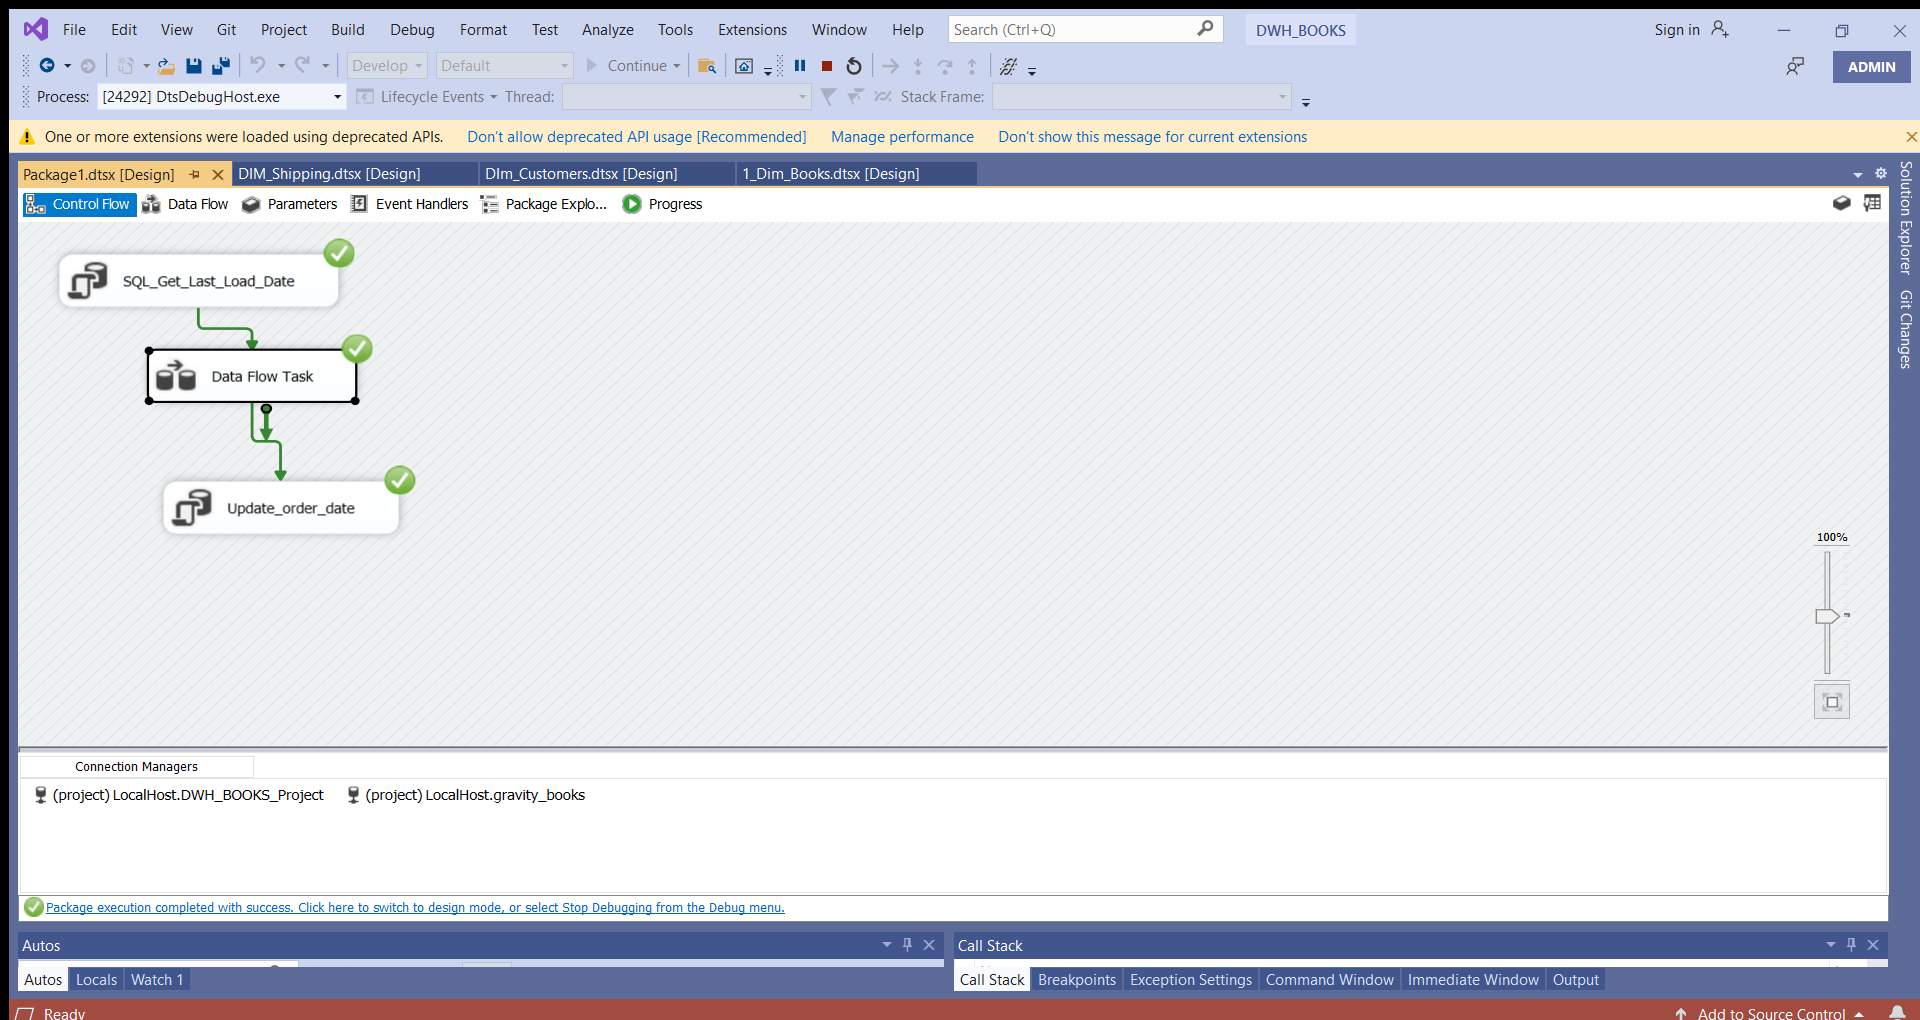 File Edit View Git Project Build Debug Format Test Analyze Tools Extensions Window Help Search (Ctrl+Q) DWH_BOOKS Sign in
Develop Default Continue ADMIN
Process: [24292] DtsDebugHost.exe Lifecycle Events Thread: Stack Frame:
One or more extensions were loaded using deprecated APIs. Don't allow deprecated API usage [Recommended] Manage performance Don't show this message for current extensions
Package1.dtsx [Design] DIM_Shipping.dtsx [Design] DIm_Customers.dtsx [Design] 1_Dim_Books.dtsx [Design]
Control Flow Data Flow Parameters Event Handlers Package Explo... Progress
Solution Explorer
Git Changes
SQL_Get_Last_Load_Date
Data Flow Task
Update_order_date
100%
Connection Managers
(project) LocalHost.DWH_BOOKS_Project (project) LocalHost.gravity_books
Package execution completed with success. Click here to switch to design mode, or select Stop Debugging from the Debug menu.
Autos Call Stack
Autos Locals Watch 1 Call Stack Breakpoints Exception Settings Command Window Immediate Window Output
Ready Add to Source Control